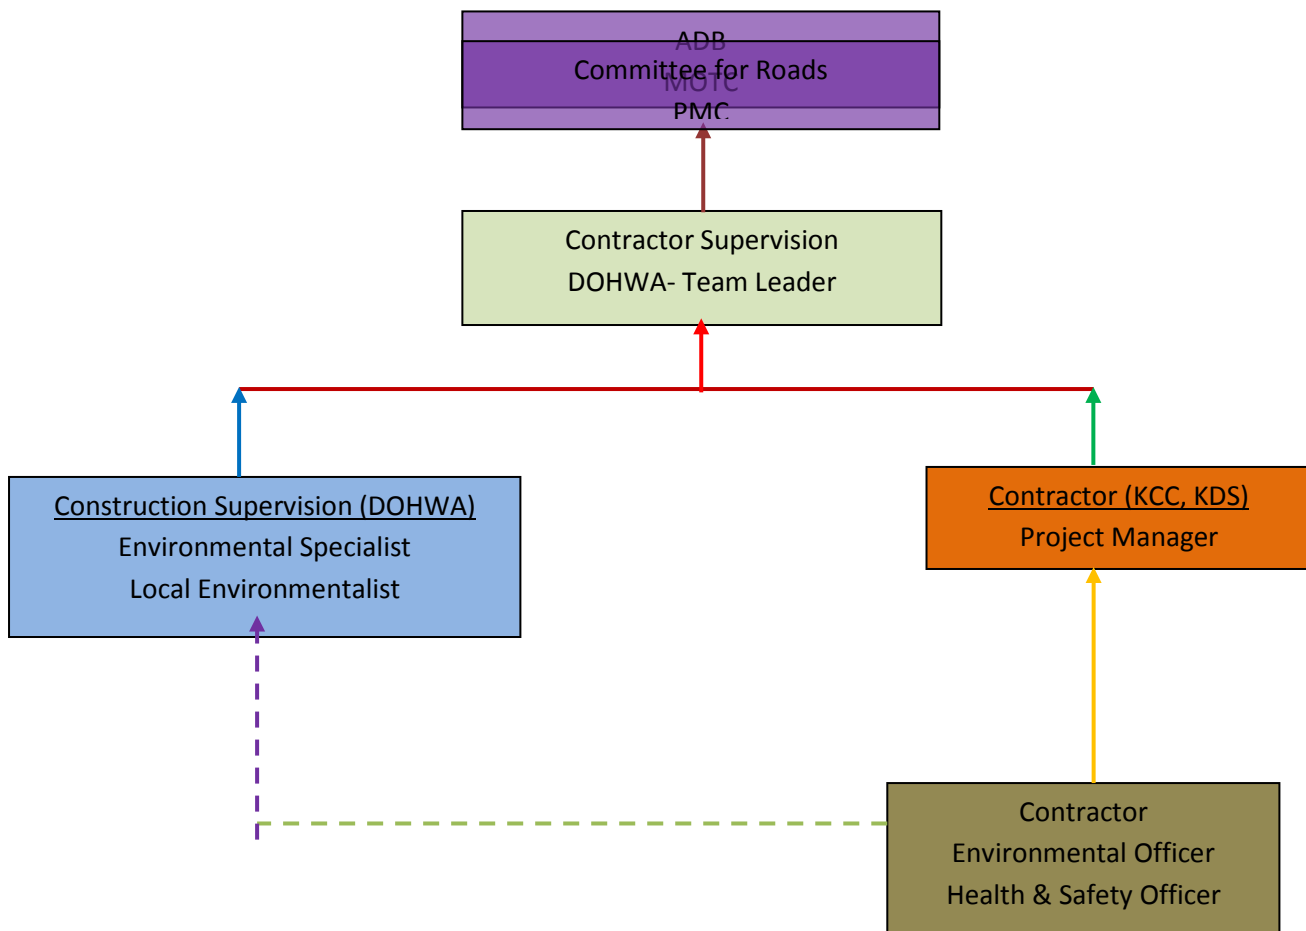 ADB
Committee for Roads
MOTC
PMC
Contractor Supervision
DOHWA- Team Leader
Construction Supervision (DOHWA)
Environmental Specialist
Local Environmentalist
Contractor (KCC, KDS)
Project Manager
Contractor
Environmental Officer
Health & Safety Officer